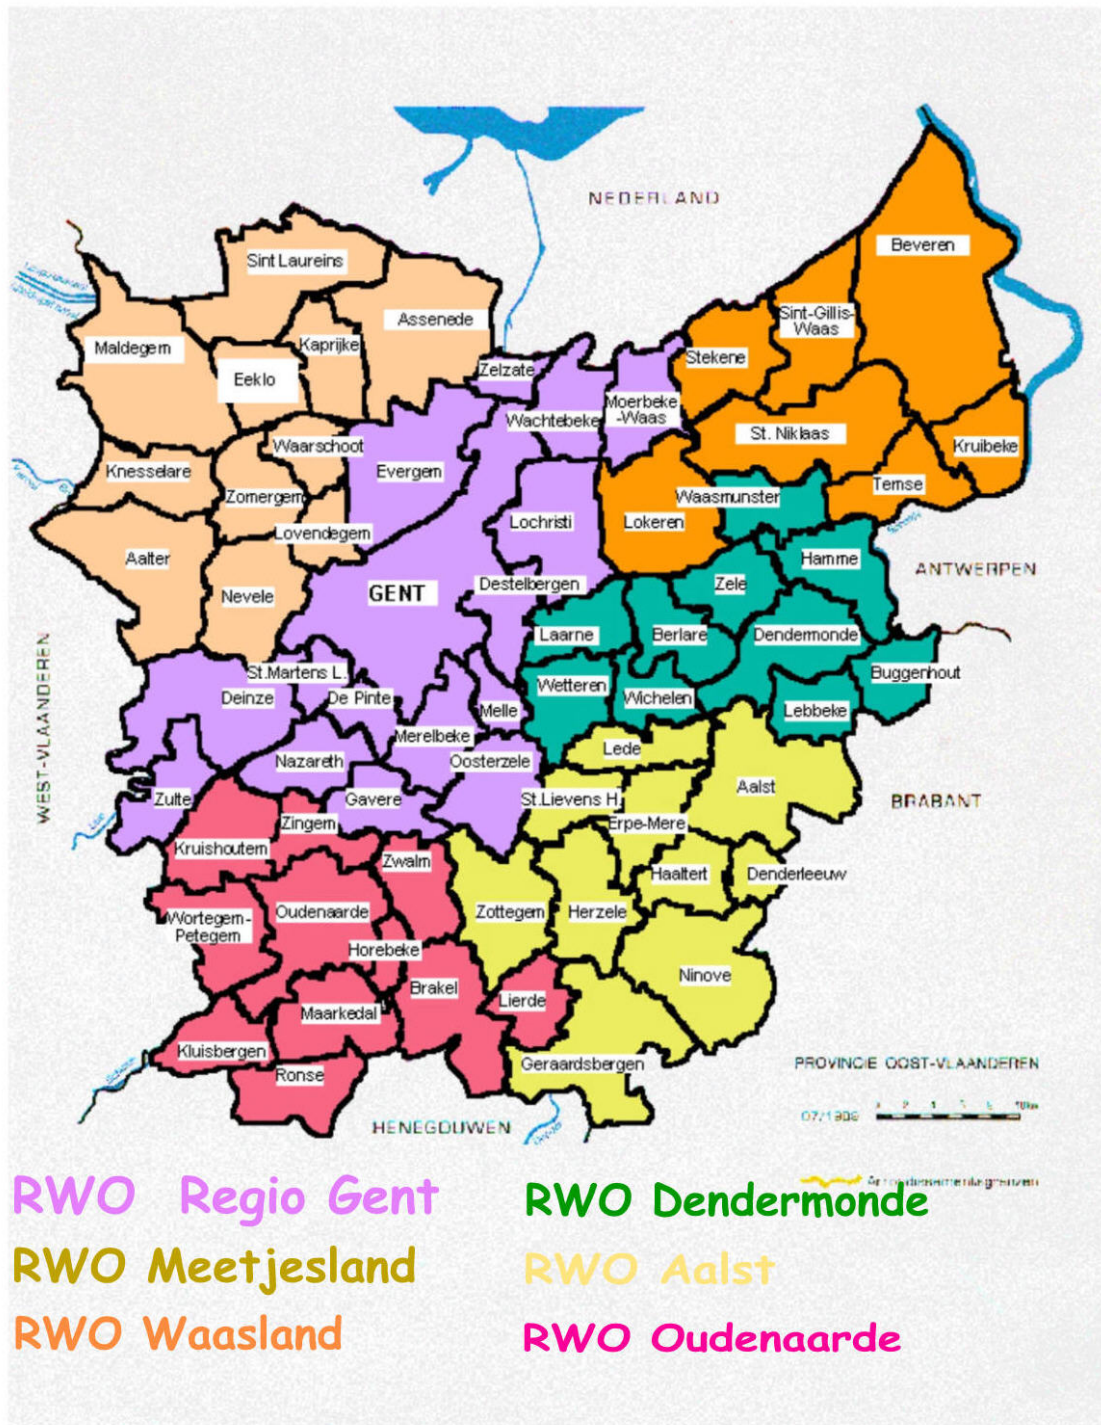 NEDERLAND
Beveren
Sint Laureins
Sint-Gillis-
Waas
Assenede
Kaprijke
Maldegem
Stekene
Zelzate
Eeklo
Moerbeke
-Waas
Wachtebeke
St. Niklaas
Waarschoot
Kruibeke
Evergem
Knesselare
Temse
Zomergem
Waasmunster
Lochristi
Lokeren
Lovendegem
Aalter
Hamme
ANTWERPEN
Destelbergen
Zele
GENT
Nevele
Laarne
Berlare
Dendermonde
WEST-VLAANDEREN
St.Martens L.
Buggenhout
Wetteren
Deinze
De Pinte
Wichelen
Melle
Lebbeke
Merelbeke
Lede
Nazareth
Oosterzele
Aalst
Zulte
Gavere
St.Lievens H.
BRABANT
Zingem
Erpe-Mere
Kruishoutem
Zwalm
Haaltert
Denderleeuw
Oudenaarde
Zottegem
Herzele
Wortegem-
Petegem
Horebeke
Ninove
Brakel
Lierde
Maarkedal
Kluisbergen
Geraardsbergen
PROVINCIE OOST-VLAANDEREN
Ronse
HENEGOUWEN
RWO Regio Gent
RWO Dendermonde
RWO Meetjesland
RWO Aalst
RWO Waasland
RWO Oudenaarde